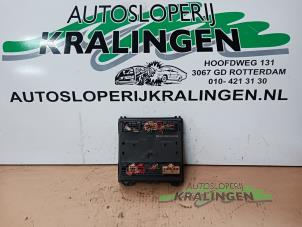 AUTOSLOPERIJ
KRALINGEN
HOOFDWEG 131
3067 GD ROTTERDAM
010- 421 31 30
AUTOSLOPERIJKRALINGEN.NL
AUTOSLOPERIJ
KRALINGEN